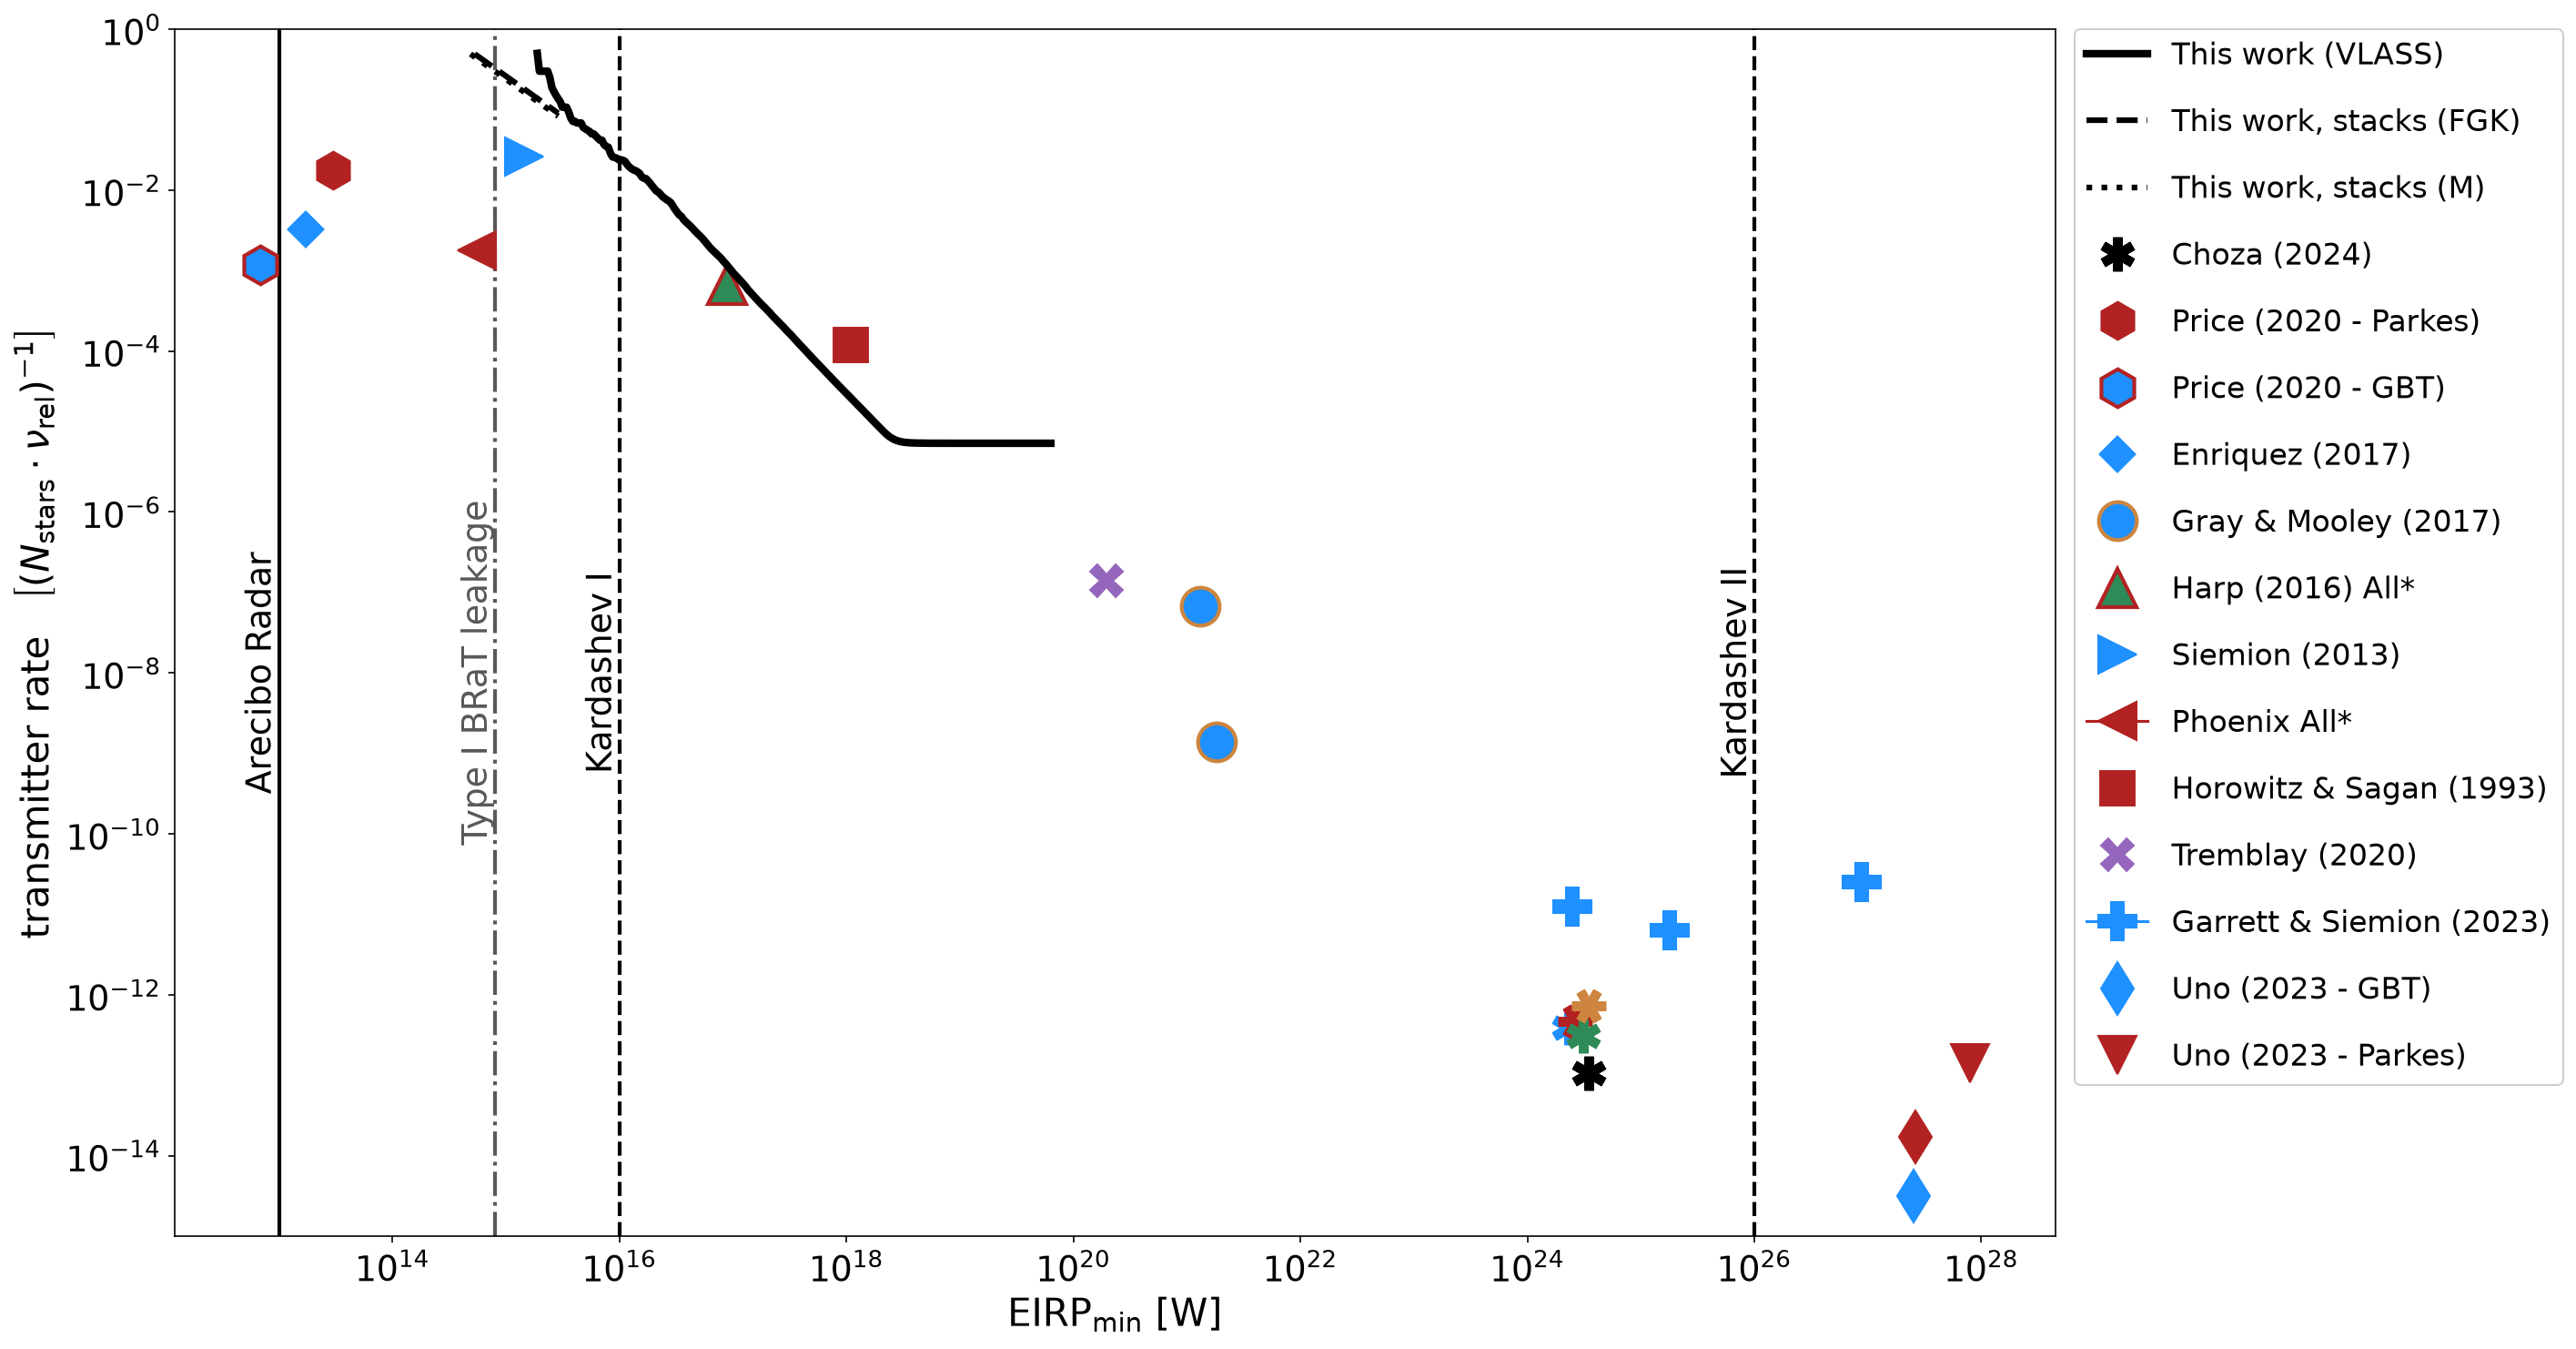 transmitter rate [(N_stars · ν_rel)^−1]
10^0
10^−2
10^−4
10^−6
10^−8
10^−10
10^−12
10^−14
Arecibo Radar
Type I BRaT leakage
Kardashev I
Kardashev II
10^14
10^16
10^18
10^20
10^22
10^24
10^26
10^28
EIRP_min [W]
This work (VLASS)
This work, stacks (FGK)
This work, stacks (M)
Choza (2024)
Price (2020 - Parkes)
Price (2020 - GBT)
Enriquez (2017)
Gray & Mooley (2017)
Harp (2016) All*
Siemion (2013)
Phoenix All*
Horowitz & Sagan (1993)
Tremblay (2020)
Garrett & Siemion (2023)
Uno (2023 - GBT)
Uno (2023 - Parkes)